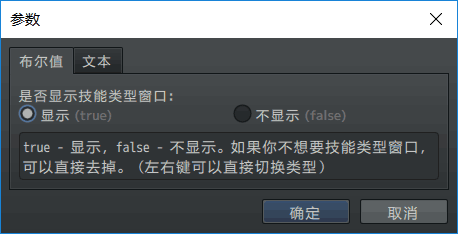 参数
布尔值 文本
是否显示技能类型窗口:
显示 (true) 不显示 (false)
true - 显示, false - 不显示。如果你不想要技能类型窗口,
可以直接去掉。(左右键可以直接切换类型)
确定 取消